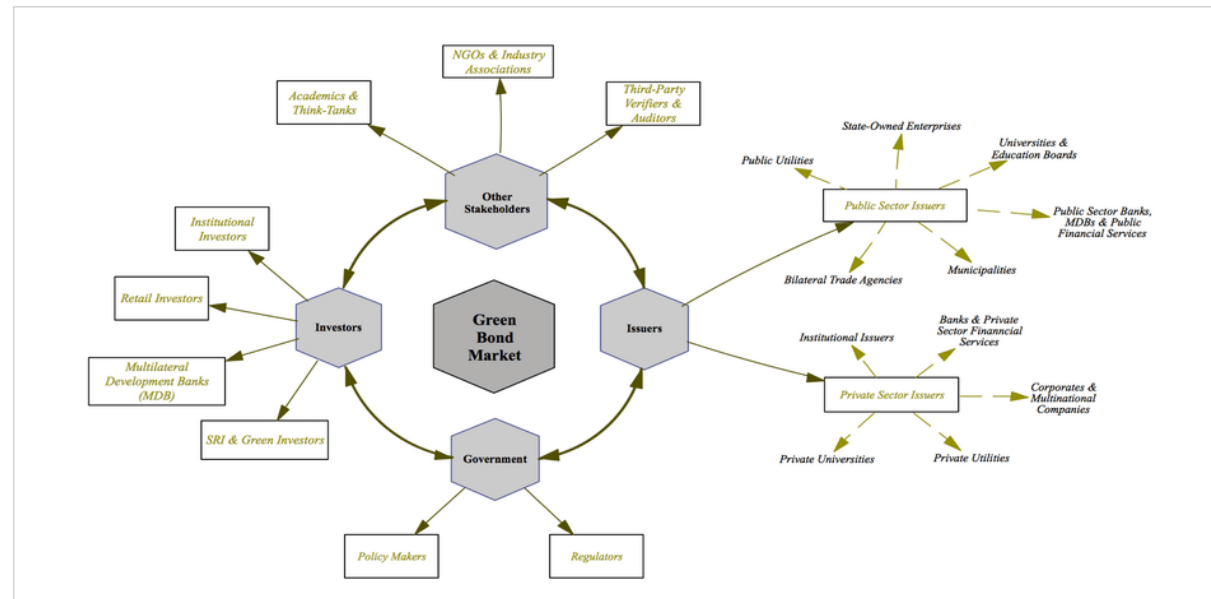 NGOs & Industry
Associations
Academics &
Think-Tanks
Third-Party
Verifiers &
Auditors
Other
Stakeholders
Institutional
Investors
Retail Investors
Multilateral
Development Banks
(MDB)
SRI & Green Investors
Investors
Green
Bond
Market
Issuers
Government
Policy Makers
Regulators
State-Owned Enterprises
Public Utilities
Universities &
Education Boards
Public Sector Issuers
Public Sector Banks,
MDBs & Public
Financial Services
Bilateral Trade Agencies
Municipalities
Institutional Issuers
Banks & Private
Sector Finanncial
Services
Private Sector Issuers
Corporates &
Multinational
Companies
Private Universities
Private Utilities